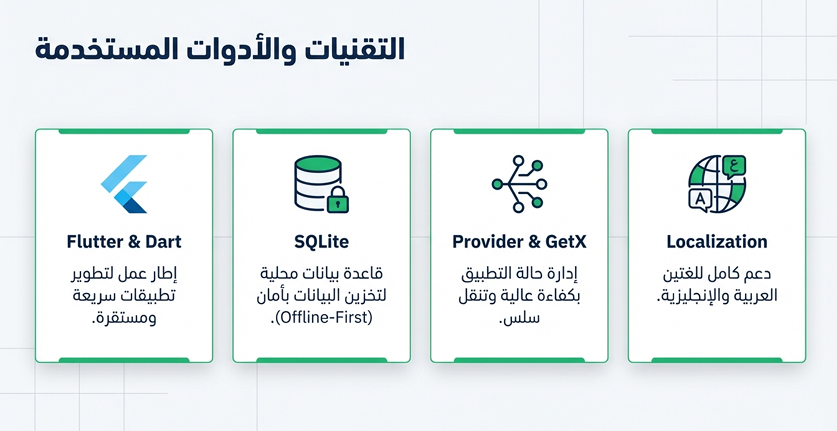 التقنيات والأدوات المستخدمة
Flutter & Dart
إطار عمل لتطوير
تطبيقات سريعة
ومستقرة.
SQLite
قاعدة بيانات محلية
لتخزين البيانات بأمان
(Offline-First).
Provider & GetX
إدارة حالة التطبيق
بكفاءة عالية وتنقل
سلس.
ع
A
Localization
دعم كامل للغتين
العربية والإنجليزية.